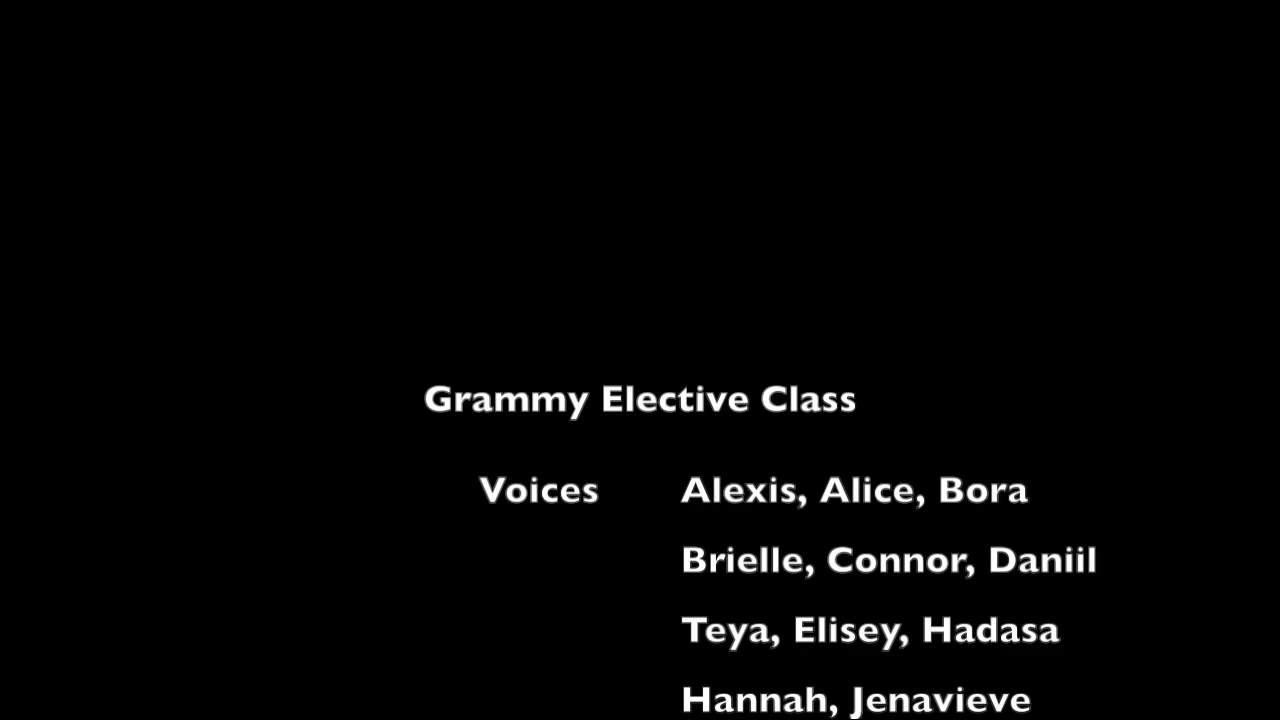 Grammy Elective Class
Voices Alexis, Alice, Bora
Brielle, Connor, Daniil
Teya, Elisey, Hadasa
Hannah, Jenavieve